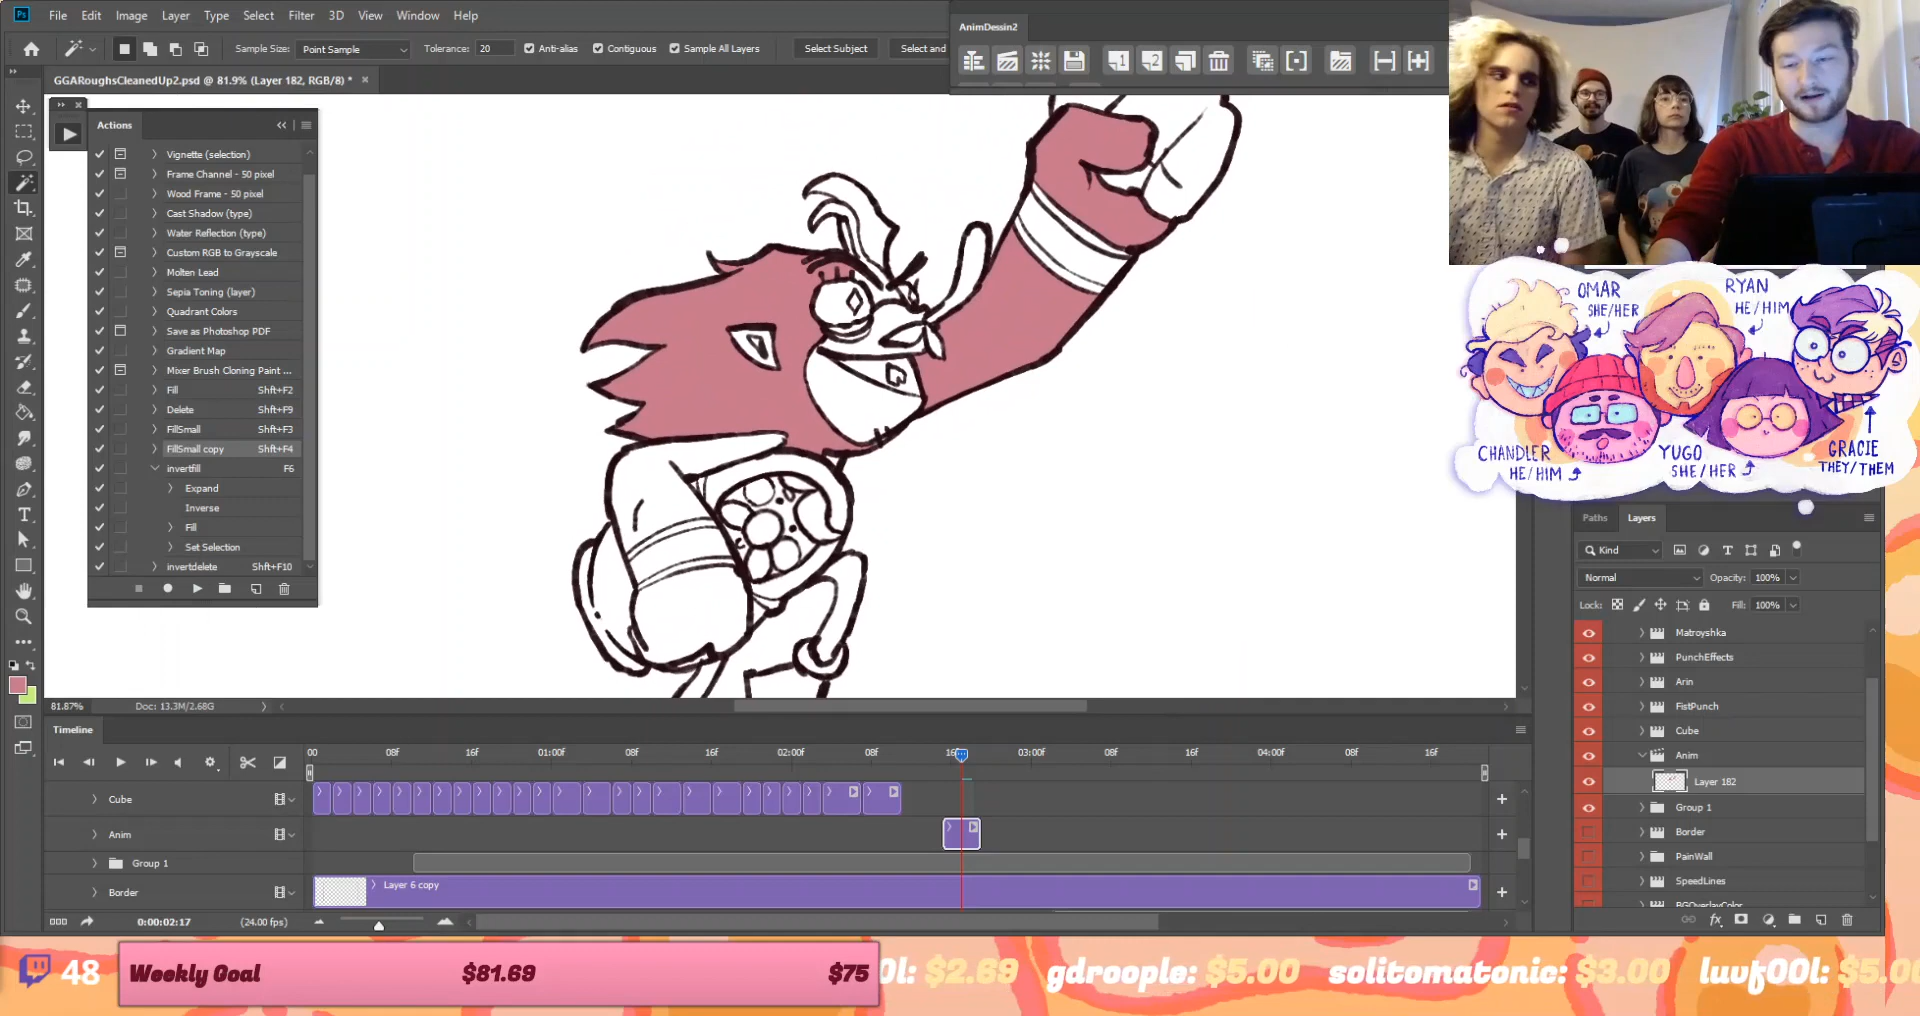 Ps File Edit Image Layer Type Select Filter 3D View Window Help
AnimDessin2
Sample Size: Point Sample Tolerance: 20 Anti-alias Contiguous Sample All Layers Select Subject Select and
GGARoughsCleanedUp2.psd @ 81.9% (Layer 182, RGB/8) *
Actions
Vignette (selection)
Frame Channel - 50 pixel
Wood Frame - 50 pixel
Cast Shadow (type)
Water Reflection (type)
Custom RGB to Grayscale
Molten Lead
Sepia Toning (layer)
Quadrant Colors
Save as Photoshop PDF
Gradient Map
Mixer Brush Cloning Paint ...
Fill Shft+F2
Delete Shft+F9
FillSmall Shft+F3
FillSmall copy Shft+F4
invertfill F6
Expand
Inverse
Fill
Set Selection
invertdelete Shft+F10
OMAR
SHE/HER
RYAN
HE/HIM
CHANDLER
HE/HIM
YUGO
SHE/HER
GRACIE
THEY/THEM
Paths Layers
Kind
Normal Opacity: 100%
Lock: Fill: 100%
Matroyshka
PunchEffects
Arin
FistPunch
Cube
Anim
Layer 182
Group 1
Border
PainWall
SpeedLines
BGOverlayColor
81.87% Doc: 13.3M/2.68G
Timeline
00 08f 16f 01:00f 08f 16f 02:00f 08f 16f 03:00f 08f 16f 04:00f 08f 16f
Cube
Anim
Group 1
Border Layer 6 copy
0:00:02:17 (24.00 fps)
48 Weekly Goal $81.69 $75
0l: $2.69 gdroople: $5.00 solitomatonic: $3.00 luvf00l: $5.0